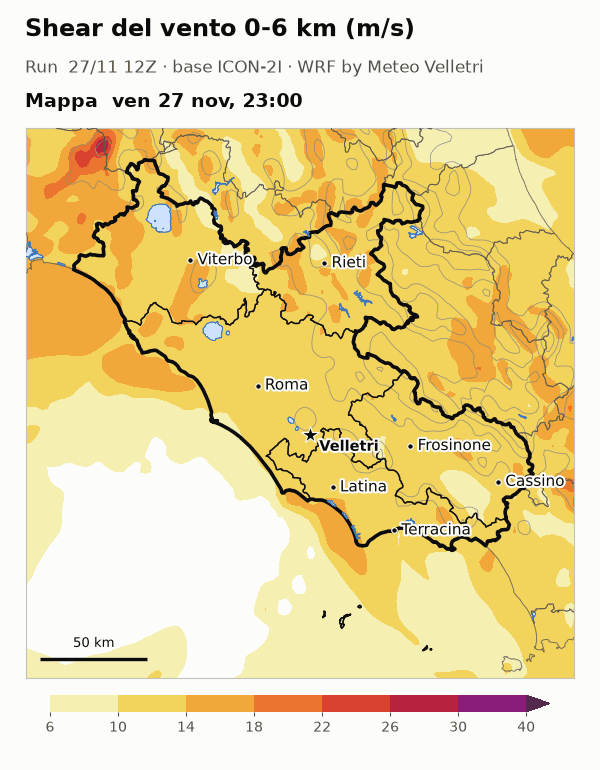 Shear del vento 0-6 km (m/s)
Run  27/11 12Z · base ICON-2I · WRF by Meteo Velletri
Mappa  ven 27 nov, 23:00
Viterbo
Rieti
Roma
Velletri
Frosinone
Cassino
Latina
Terracina
50 km
6 10 14 18 22 26 30 40